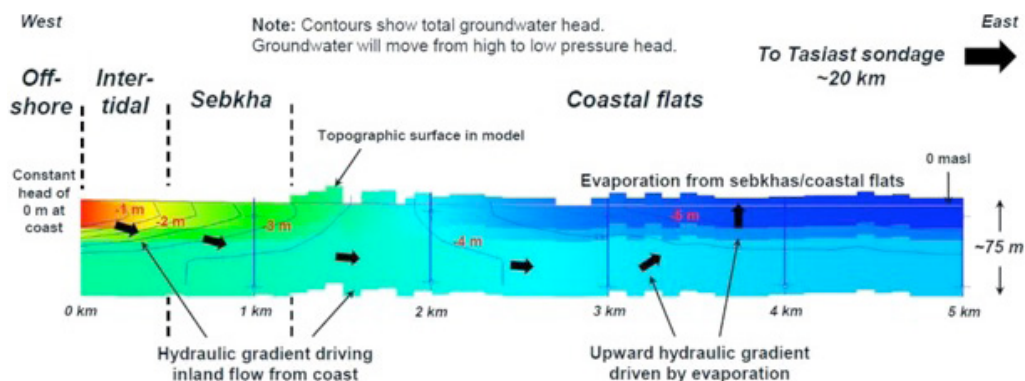 West
Note: Contours show total groundwater head.
Groundwater will move from high to low pressure head.
East
To Tasiast sondage
~20 km
Off-
shore
Inter-
tidal
Sebkha
Coastal flats
Topographic surface in model
Constant
head of
0 m at
coast
0 masl
Evaporation from sebkhas/coastal flats
-1 m
-2 m
-3 m
-4 m
-5 m
~75 m
0 km
1 km
2 km
3 km
4 km
5 km
Hydraulic gradient driving
inland flow from coast
Upward hydraulic gradient
driven by evaporation